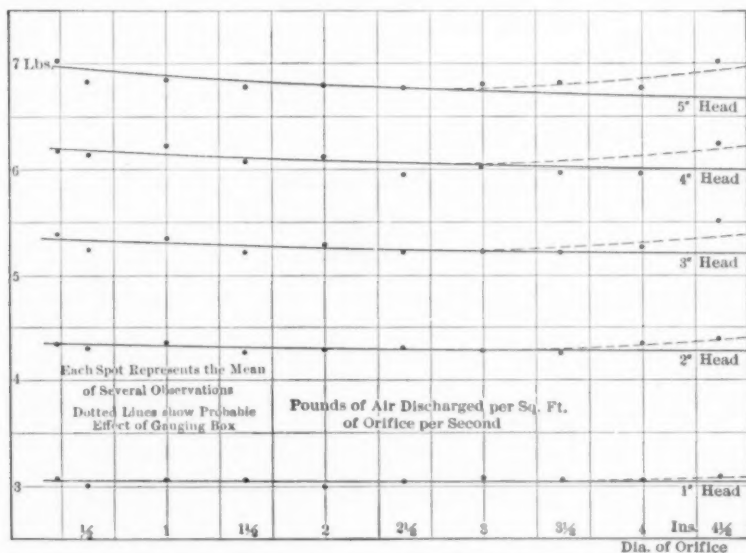 7 Lbs.
5" Head
6
4" Head
5
3" Head
4
2" Head
Each Spot Represents the Mean
of Several Observations
Dotted Lines show Probable
Effect of Gauging Box
Pounds of Air Discharged per Sq. Ft.
of Orifice per Second
3
1" Head
½ 1 1½ 2 2½ 3 3½ 4 Ins. 4½
Dia. of Orifice